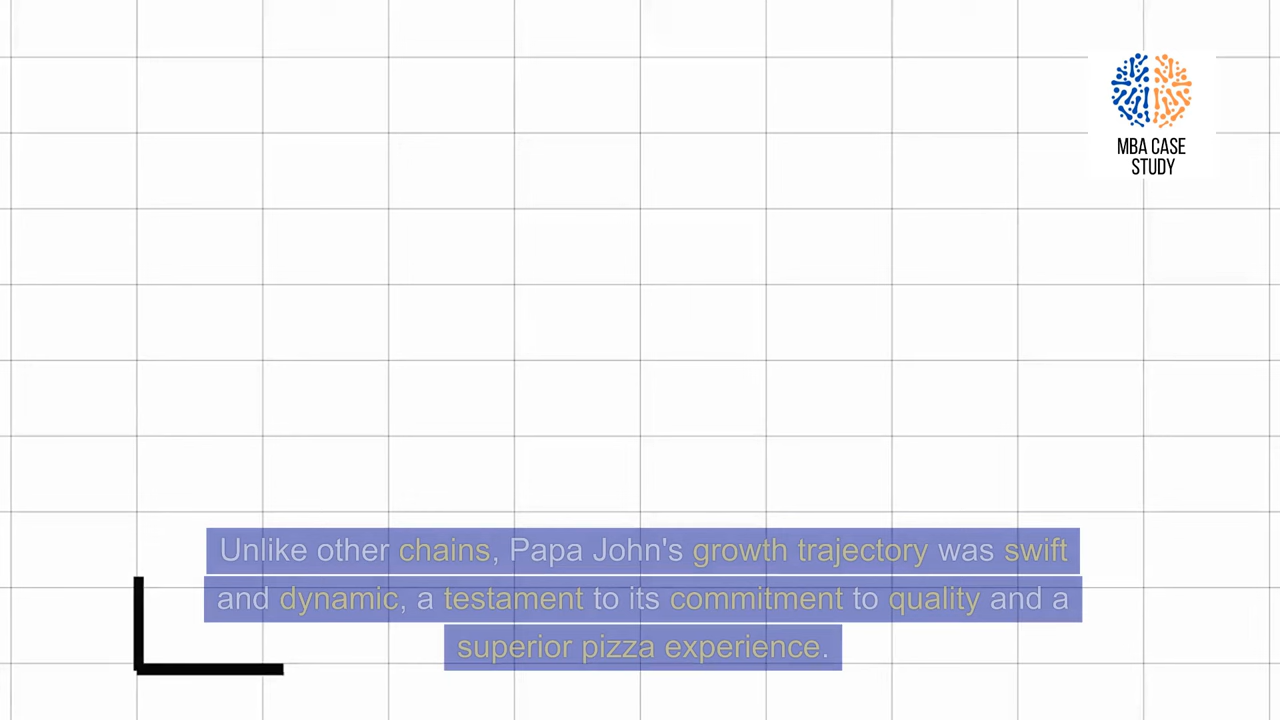 MBA CASE
STUDY
Unlike other chains, Papa John's growth trajectory was swift
and dynamic, a testament to its commitment to quality and a
superior pizza experience.